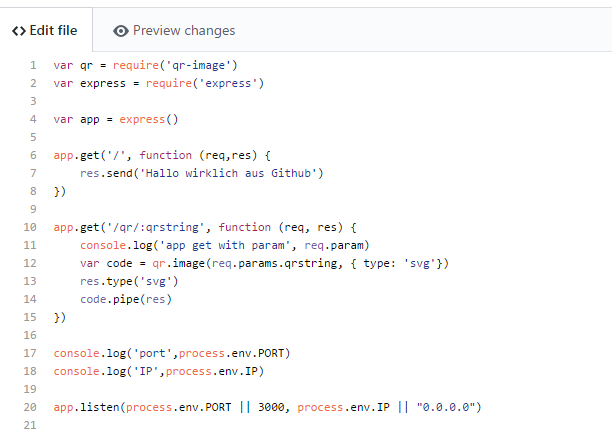 <> Edit file Preview changes
1 var qr = require('qr-image')
2 var express = require('express')
3
4 var app = express()
5
6 app.get('/', function (req,res) {
7     res.send('Hallo wirklich aus Github')
8 })
9
10 app.get('/qr/:qrstring', function (req, res) {
11     console.log('app get with param', req.param)
12     var code = qr.image(req.params.qrstring, { type: 'svg'})
13     res.type('svg')
14     code.pipe(res)
15 })
16
17 console.log('port',process.env.PORT)
18 console.log('IP',process.env.IP)
19
20 app.listen(process.env.PORT || 3000, process.env.IP || "0.0.0.0")
21